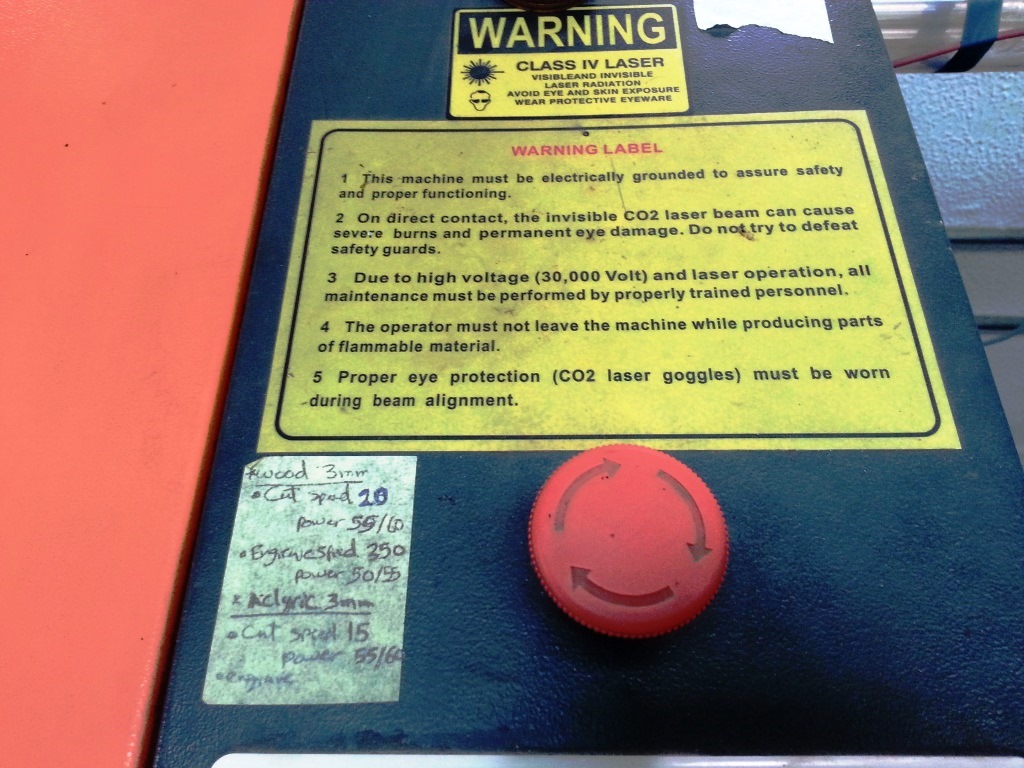 WARNING
CLASS IV LASER
VISIBLEAND INVISIBLE
LASER RADIATION
AVOID EYE AND SKIN EXPOSURE
WEAR PROTECTIVE EYEWARE
WARNING LABEL
1 This machine must be electrically grounded to assure safety
and proper functioning.
2 On direct contact, the invisible CO2 laser beam can cause
severe burns and permanent eye damage. Do not try to defeat
safety guards.
3 Due to high voltage (30,000 Volt) and laser operation, all
maintenance must be performed by properly trained personnel.
4 The operator must not leave the machine while producing parts
of flammable material.
5 Proper eye protection (CO2 laser goggles) must be worn
during beam alignment.
*wood 3mm
• Cut speed 20
power 55/60
• Engrave speed 350
power 50/55
* Aclyric 3mm
• Cut speed 15
power 55/60
• engrave